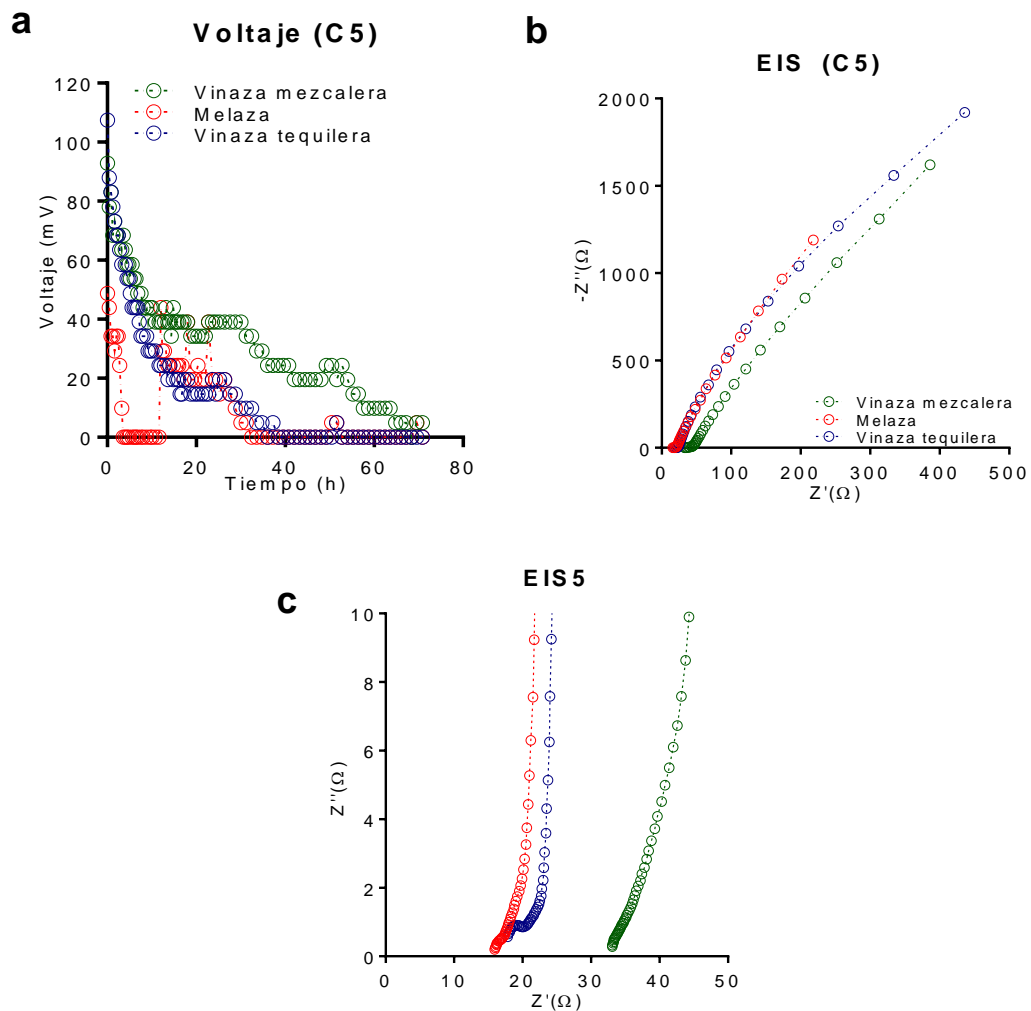 a
Voltaje (C5)
Voltaje (mV)
120
100
80
60
40
20
0
0 20 40 60 80
Tiempo (h)
Vinaza mezcalera
Melaza
Vinaza tequilera
b
EIS (C5)
-Z''(Ω)
2000
1500
1000
500
0
0 100 200 300 400 500
Z'(Ω)
Vinaza mezcalera
Melaza
Vinaza tequilera
c
EIS5
Z''(Ω)
10
8
6
4
2
0
0 10 20 30 40 50
Z'(Ω)